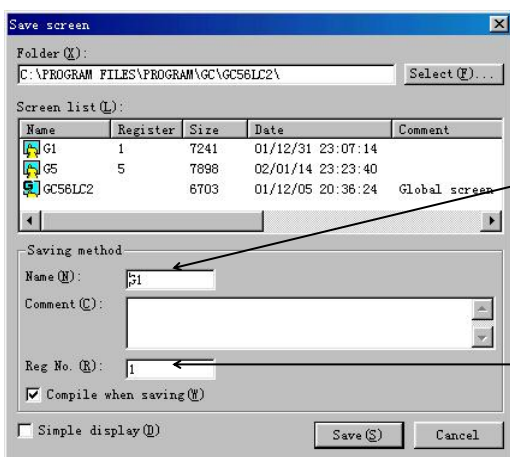 Save screen
Folder(X):
C:\PROGRAM FILES\PROGRAM\GC\GC56LC2\ Select(F)...
Screen list(L):
Name Register Size Date Comment
G1 1 7241 01/12/31 23:07:14
G5 5 7898 02/01/14 23:23:40
GC56LC2 6703 01/12/05 20:36:24 Global screen
Saving method
Name(N): G1
Comment(C):
Reg No. (R): 1
Compile when saving(W)
Simple display(D) Save(S) Cancel